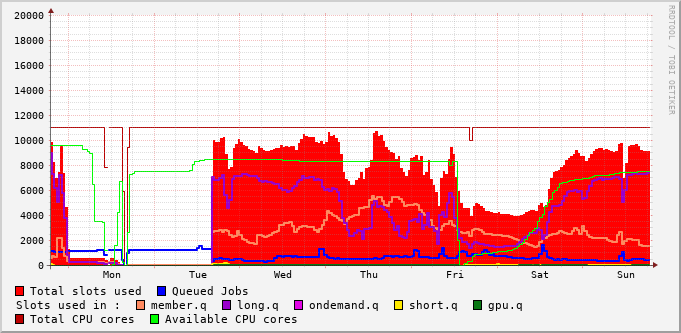 RRDTOOL / TOBI OETIKER
20000
18000
16000
14000
12000
10000
8000
6000
4000
2000
0
Mon Tue Wed Thu Fri Sat Sun
Total slots used Queued Jobs
Slots used in : member.q long.q ondemand.q short.q gpu.q
Total CPU cores Available CPU cores